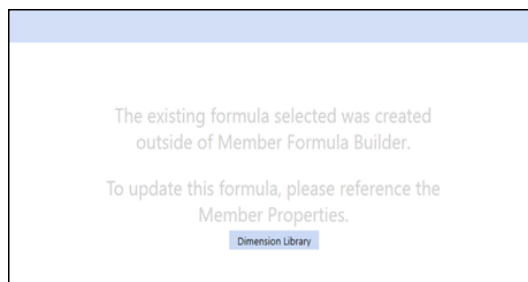 The existing formula selected was created
outside of Member Formula Builder.
To update this formula, please reference the
Member Properties.
Dimension Library